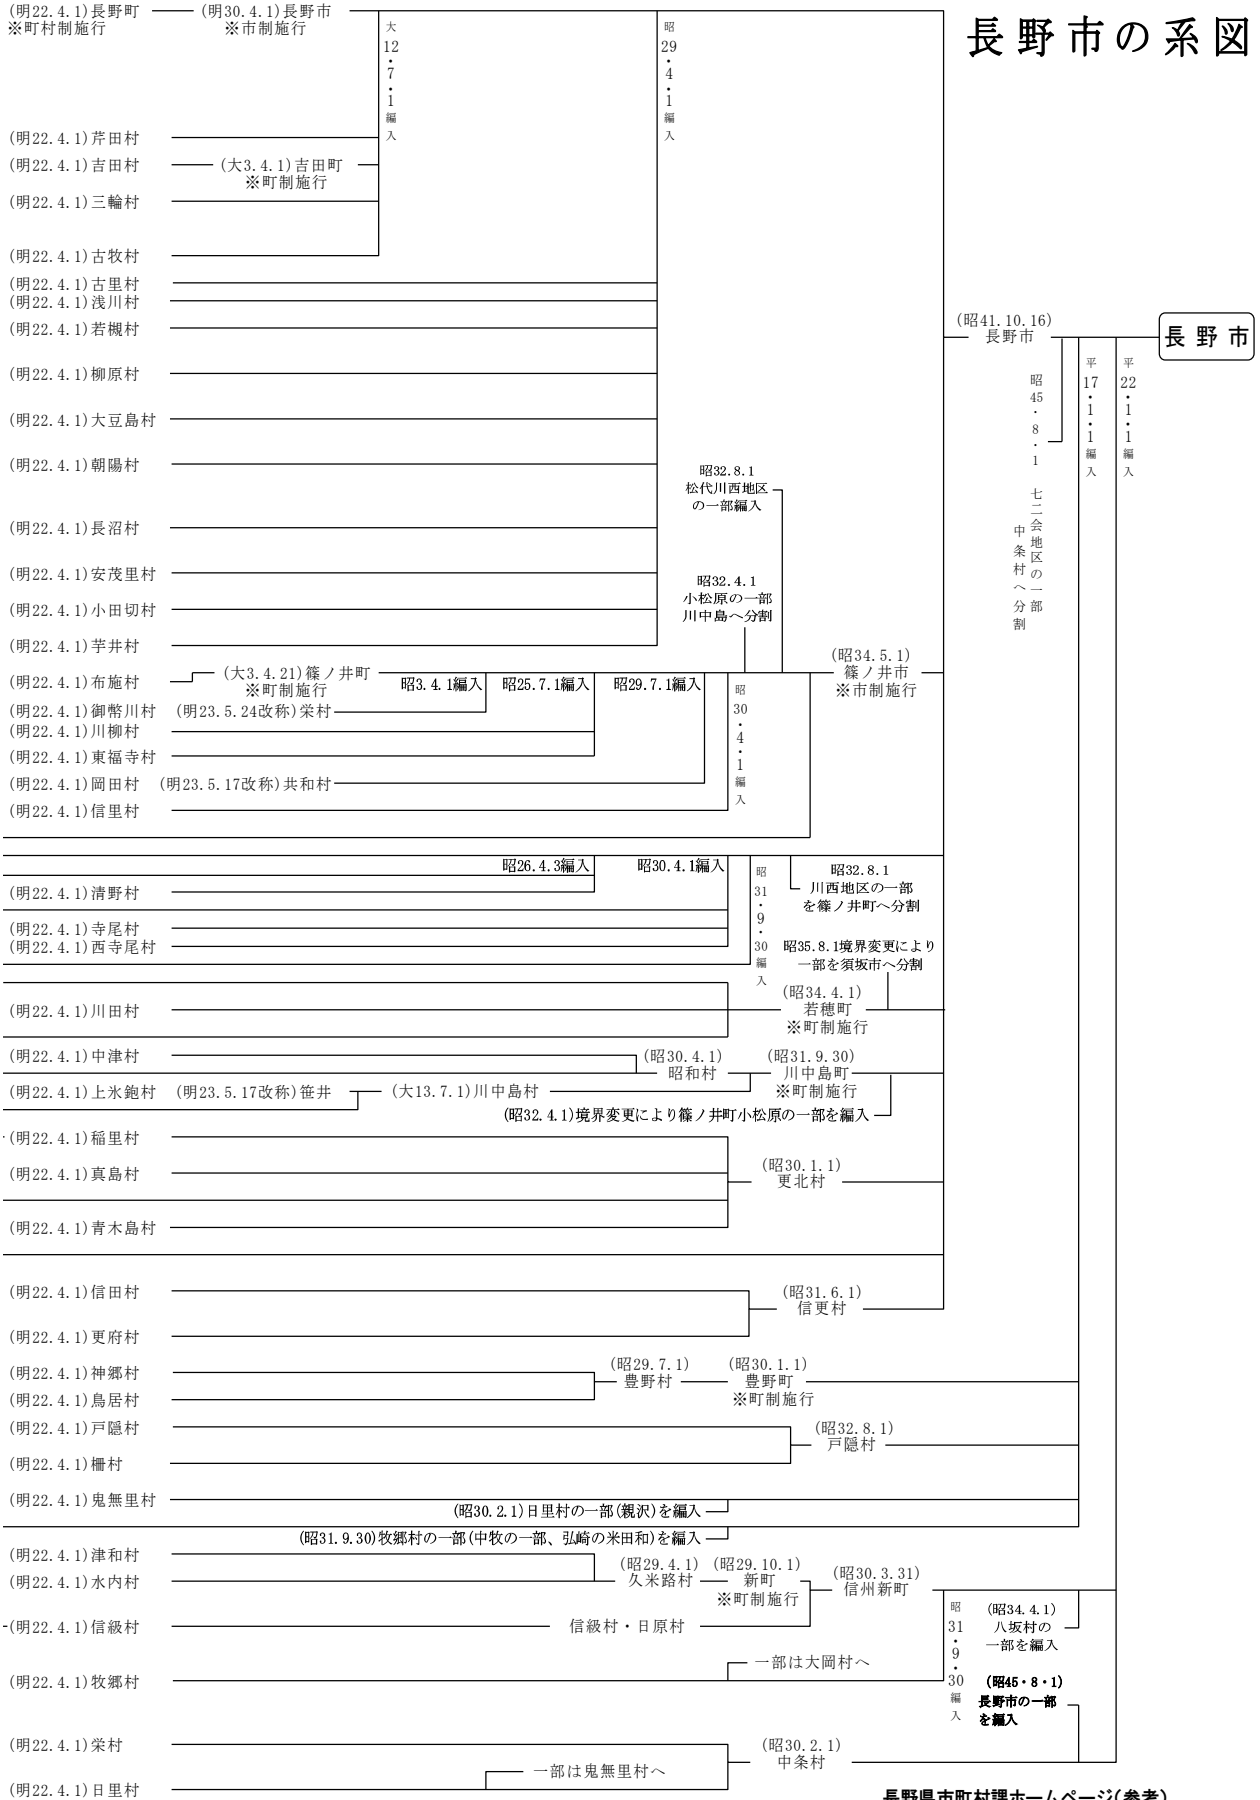 長野市の系図
(明22.4.1)長野町
※町村制施行
(明30.4.1)長野市
※市制施行
大12・7・1編入
昭29・4・1編入
(明22.4.1)芹田村
(明22.4.1)吉田村
(大3.4.1)吉田町
※町制施行
(明22.4.1)三輪村
(明22.4.1)古牧村
(明22.4.1)古里村
(明22.4.1)浅川村
(明22.4.1)若槻村
(昭41.10.16)
長野市
長野市
(明22.4.1)柳原村
昭45・8・1 七二会地区の一部
中条村へ分割
平17・1・1編入
平22・1・1編入
(明22.4.1)大豆島村
(明22.4.1)朝陽村
昭32.8.1
松代川西地区
の一部編入
(明22.4.1)長沼村
(明22.4.1)安茂里村
昭32.4.1
小松原の一部
川中島へ分割
(明22.4.1)小田切村
(明22.4.1)芋井村
(明22.4.1)布施村
(大3.4.21)篠ノ井町
※町制施行
昭3.4.1編入
昭25.7.1編入
昭29.7.1編入
昭30・4・1編入
(昭34.5.1)
篠ノ井市
※市制施行
(明22.4.1)御幣川村
(明23.5.24改称)栄村
(明22.4.1)川柳村
(明22.4.1)東福寺村
(明22.4.1)岡田村
(明23.5.17改称)共和村
(明22.4.1)信里村
昭26.4.3編入
昭30.4.1編入
昭31・9・30編入
昭32.8.1
川西地区の一部
を篠ノ井町へ分割
(明22.4.1)清野村
(明22.4.1)寺尾村
(明22.4.1)西寺尾村
昭35.8.1境界変更により
一部を須坂市へ分割
(明22.4.1)川田村
(昭34.4.1)
若穂町
※町制施行
(明22.4.1)中津村
(昭30.4.1)
昭和村
(昭31.9.30)
川中島町
※町制施行
(明22.4.1)上氷鉋村
(明23.5.17改称)笹井
(大13.7.1)川中島村
(昭32.4.1)境界変更により篠ノ井町小松原の一部を編入
(明22.4.1)稲里村
(明22.4.1)真島村
(昭30.1.1)
更北村
(明22.4.1)青木島村
(明22.4.1)信田村
(昭31.6.1)
信更村
(明22.4.1)更府村
(明22.4.1)神郷村
(昭29.7.1)
豊野村
(昭30.1.1)
豊野町
※町制施行
(明22.4.1)鳥居村
(明22.4.1)戸隠村
(昭32.8.1)
戸隠村
(明22.4.1)柵村
(明22.4.1)鬼無里村
(昭30.2.1)日里村の一部(親沢)を編入
(昭31.9.30)牧郷村の一部(中牧の一部、弘崎の米田和)を編入
(明22.4.1)津和村
(明22.4.1)水内村
(昭29.4.1)
久米路村
(昭29.10.1)
新町
※町制施行
(昭30.3.31)
信州新町
(明22.4.1)信級村
信級村・日原村
昭31・9・30編入
(昭34.4.1)
八坂村の
一部を編入
(明22.4.1)牧郷村
一部は大岡村へ
(昭45・8・1)
長野市の一部
を編入
(明22.4.1)栄村
(昭30.2.1)
中条村
一部は鬼無里村へ
(明22.4.1)日里村
長野県市町村課ホームページ(参考)